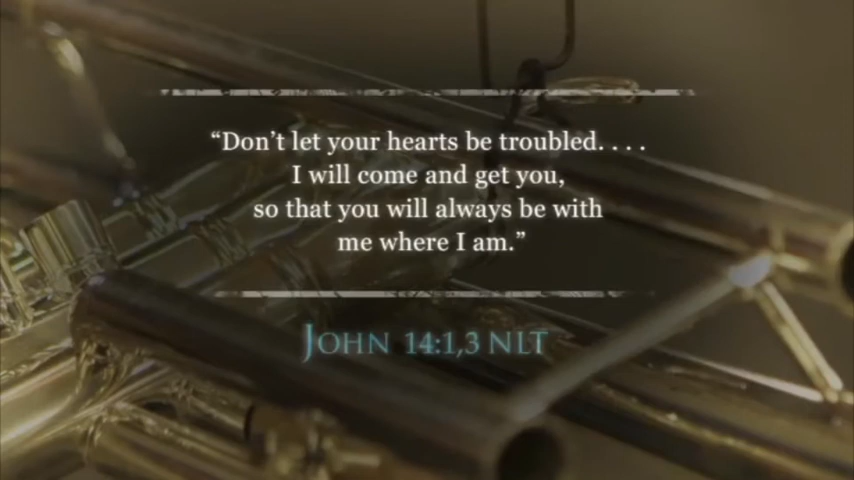 “Don’t let your hearts be troubled. . . .
I will come and get you,
so that you will always be with
me where I am.”
JOHN 14:1,3 NLT